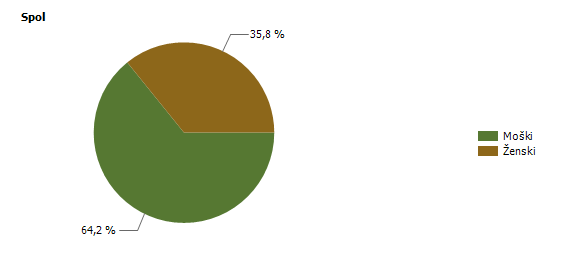 Spol
35,8 %
Moški
Ženski
64,2 %